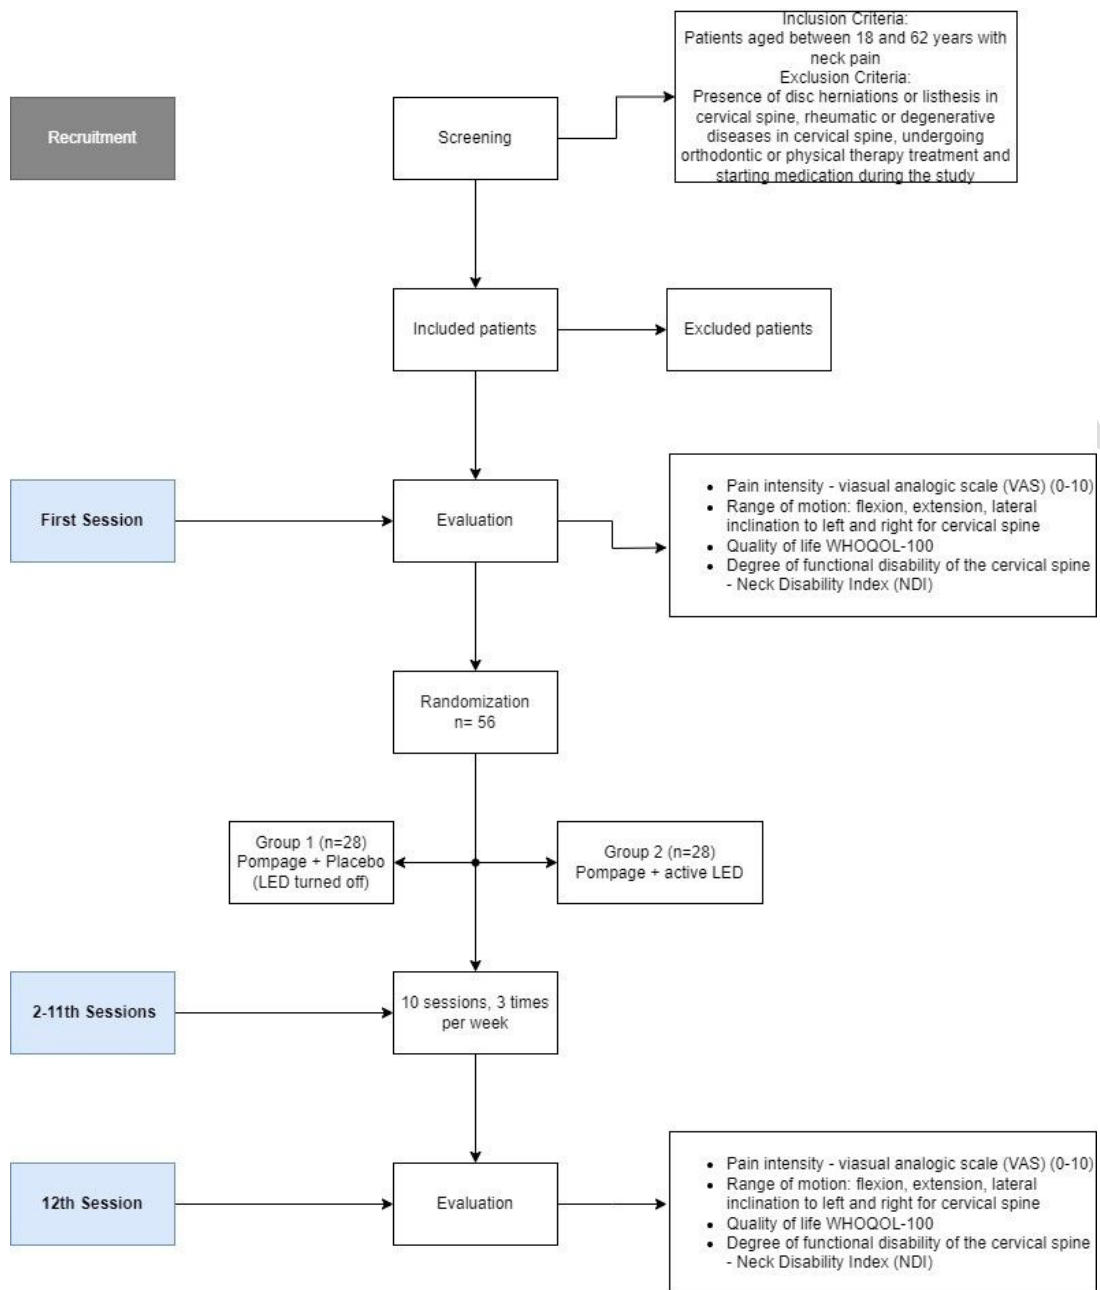 Inclusion Criteria:
Patients aged between 18 and 62 years with
neck pain
Exclusion Criteria:
Presence of disc herniations or listhesis in
cervical spine, rheumatic or degenerative
diseases in cervical spine, undergoing
orthodontic or physical therapy treatment and
starting medication during the study
Recruitment
Screening
Included patients
Excluded patients
First Session
Evaluation
• Pain intensity - viasual analogic scale (VAS) (0-10)
• Range of motion: flexion, extension, lateral
inclination to left and right for cervical spine
• Quality of life WHOQOL-100
• Degree of functional disability of the cervical spine
- Neck Disability Index (NDI)
Randomization
n= 56
Group 1 (n=28)
Pompage + Placebo
(LED turned off)
Group 2 (n=28)
Pompage + active LED
2-11th Sessions
10 sessions, 3 times
per week
12th Session
Evaluation
• Pain intensity - viasual analogic scale (VAS) (0-10)
• Range of motion: flexion, extension, lateral
inclination to left and right for cervical spine
• Quality of life WHOQOL-100
• Degree of functional disability of the cervical spine
- Neck Disability Index (NDI)